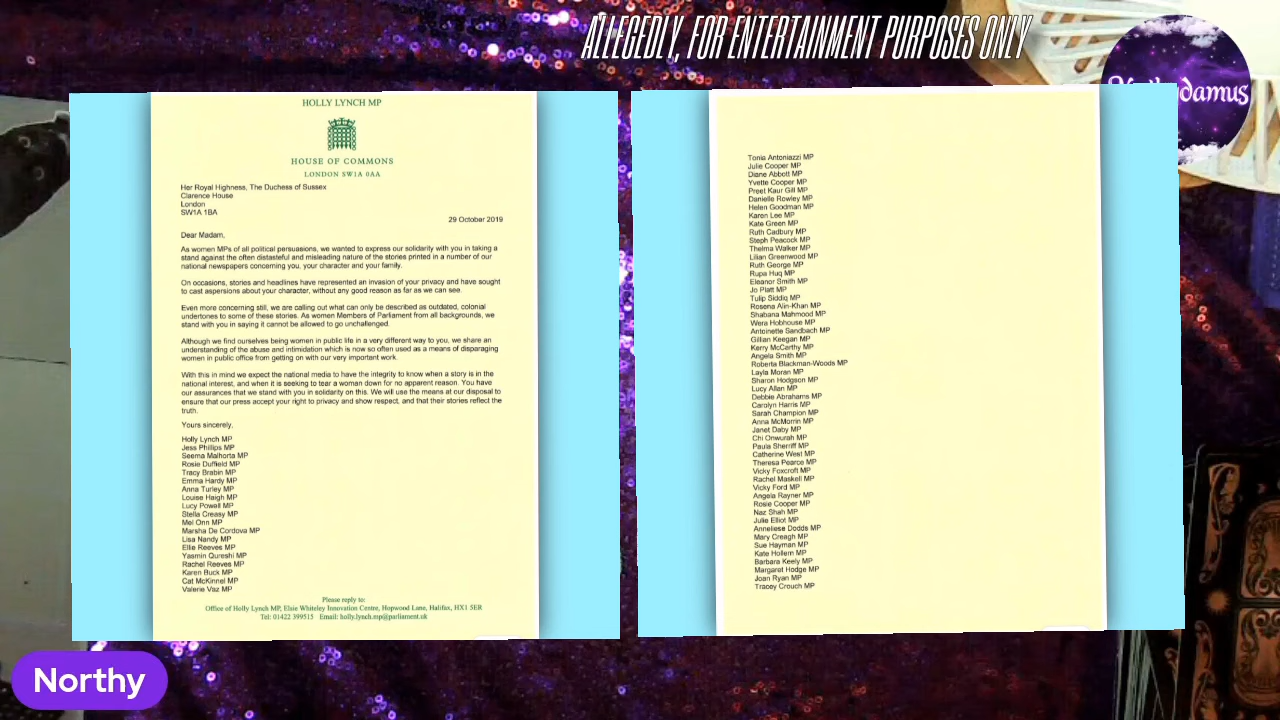 ALLEGEDLY, FOR ENTERTAINMENT PURPOSES ONLY
HOLLY LYNCH MP
HOUSE OF COMMONS
LONDON SW1A 0AA
Her Royal Highness, The Duchess of Sussex
Clarence House
London
SW1A 1BA
29 October 2019
Dear Madam,
As women MPs of all political persuasions, we wanted to express our solidarity with you in taking a
stand against the often distasteful and misleading nature of the stories printed in a number of our
national newspapers concerning you, your character and your family.
On occasions, stories and headlines have represented an invasion of your privacy and have sought
to cast aspersions about your character, without any good reason as far as we can see.
Even more concerning still, we are calling out what can only be described as outdated, colonial
undertones to some of these stories. As women Members of Parliament from all backgrounds, we
stand with you in saying it cannot be allowed to go unchallenged.
Although we find ourselves being women in public life in a very different way to you, we share an
understanding of the abuse and intimidation which is now so often used as a means of disparaging
women in public office from getting on with our very important work.
With this in mind we expect the national media to have the integrity to know when a story is in the
national interest, and when it is seeking to tear a woman down for no apparent reason. You have
our assurances that we stand with you in solidarity on this. We will use the means at our disposal to
ensure that our press accept your right to privacy and show respect, and that their stories reflect the
truth.
Yours sincerely,
Holly Lynch MP
Jess Phillips MP
Seema Malhorta MP
Rosie Duffield MP
Tracy Brabin MP
Emma Hardy MP
Anna Turley MP
Louise Haigh MP
Lucy Powell MP
Stella Creasy MP
Mel Onn MP
Marsha De Cordova MP
Lisa Nandy MP
Ellie Reeves MP
Yasmin Qureshi MP
Rachel Reeves MP
Karen Buck MP
Cat McKinnel MP
Valerie Vaz MP
Please reply to:
Office of Holly Lynch MP, Elsie Whiteley Innovation Centre, Hopwood Lane, Halifax, HX1 5ER
Tel: 01422 399515 Email: holly.lynch.mp@parliament.uk
Tonia Antoniazzi MP
Julie Cooper MP
Diane Abbott MP
Yvette Cooper MP
Preet Kaur Gill MP
Danielle Rowley MP
Helen Goodman MP
Karen Lee MP
Kate Green MP
Ruth Cadbury MP
Steph Peacock MP
Thelma Walker MP
Lilian Greenwood MP
Ruth George MP
Rupa Huq MP
Eleanor Smith MP
Jo Platt MP
Tulip Siddiq MP
Rosena Alin-Khan MP
Shabana Mahmood MP
Wera Hobhouse MP
Antoinette Sandbach MP
Gillian Keegan MP
Kerry McCarthy MP
Angela Smith MP
Roberta Blackman-Woods MP
Layla Moran MP
Sharon Hodgson MP
Lucy Allan MP
Debbie Abrahams MP
Carolyn Harris MP
Sarah Champion MP
Anna McMorrin MP
Janet Daby MP
Chi Onwurah MP
Paula Sherriff MP
Catherine West MP
Theresa Pearce MP
Vicky Foxcroft MP
Rachel Maskell MP
Vicky Ford MP
Angela Rayner MP
Rosie Cooper MP
Naz Shah MP
Julie Elliot MP
Anneliese Dodds MP
Mary Creagh MP
Sue Hayman MP
Kate Hollern MP
Barbara Keely MP
Margaret Hodge MP
Joan Ryan MP
Tracey Crouch MP
Northy